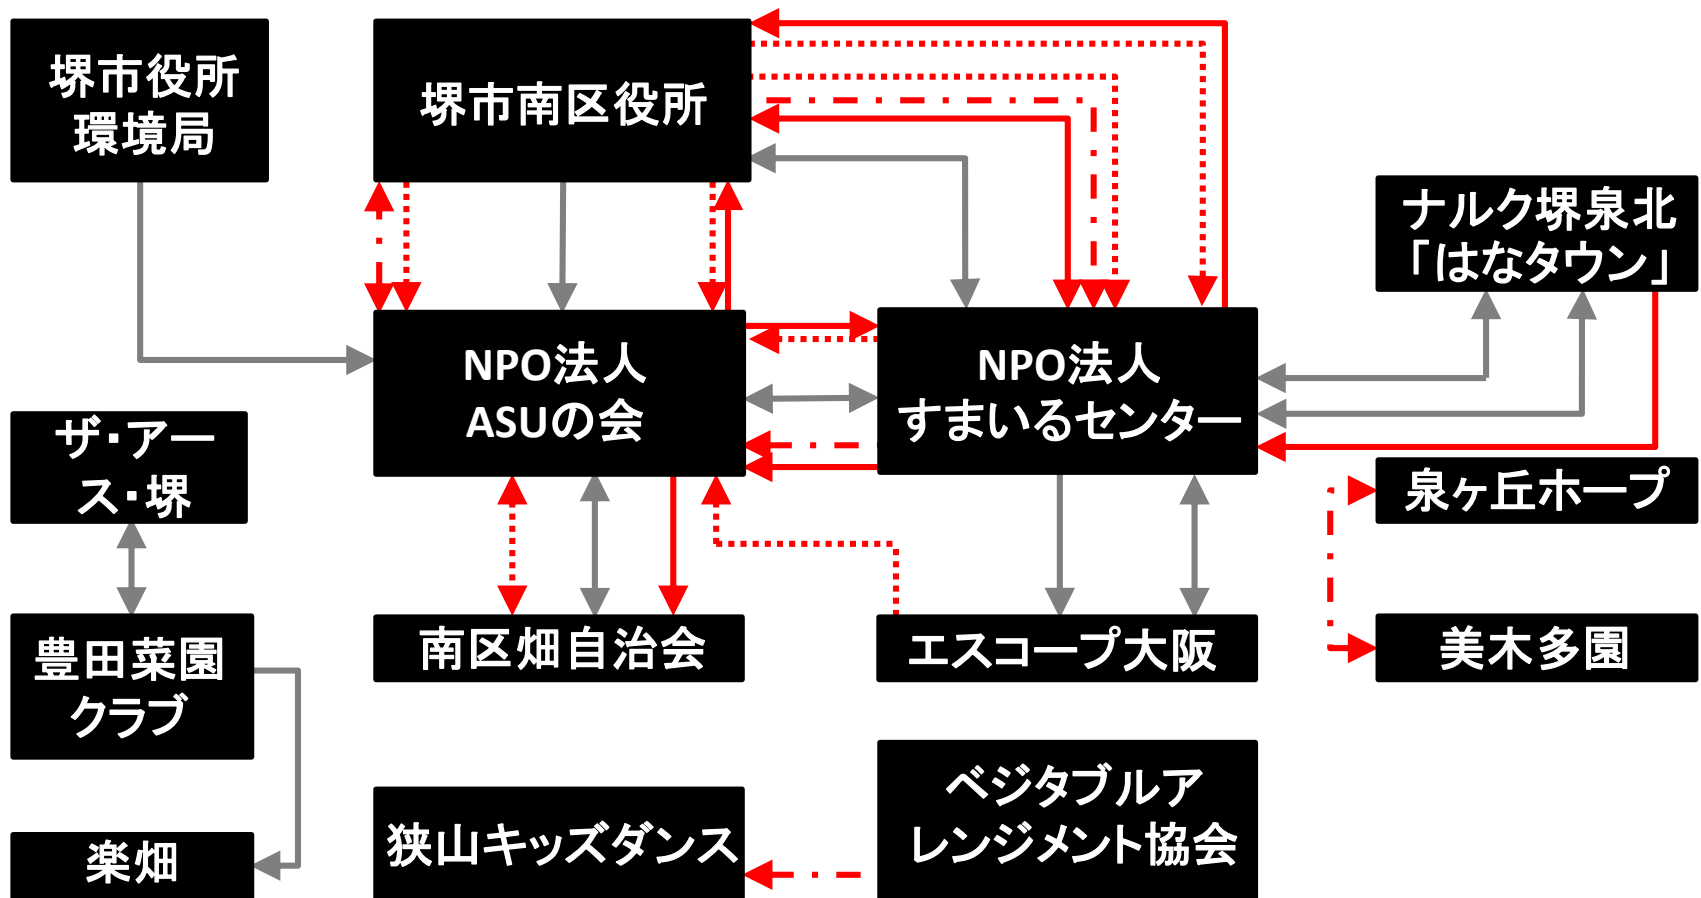 堺市役所
環境局
堺市南区役所
ナルク堺泉北
「はなタウン」
NPO法人
ASUの会
NPO法人
すまいるセンター
ザ・アー
ス・堺
泉ヶ丘ホープ
豊田菜園
クラブ
南区畑自治会
エスコープ大阪
美木多園
ベジタブルア
レンジメント協会
狭山キッズダンス
楽畑